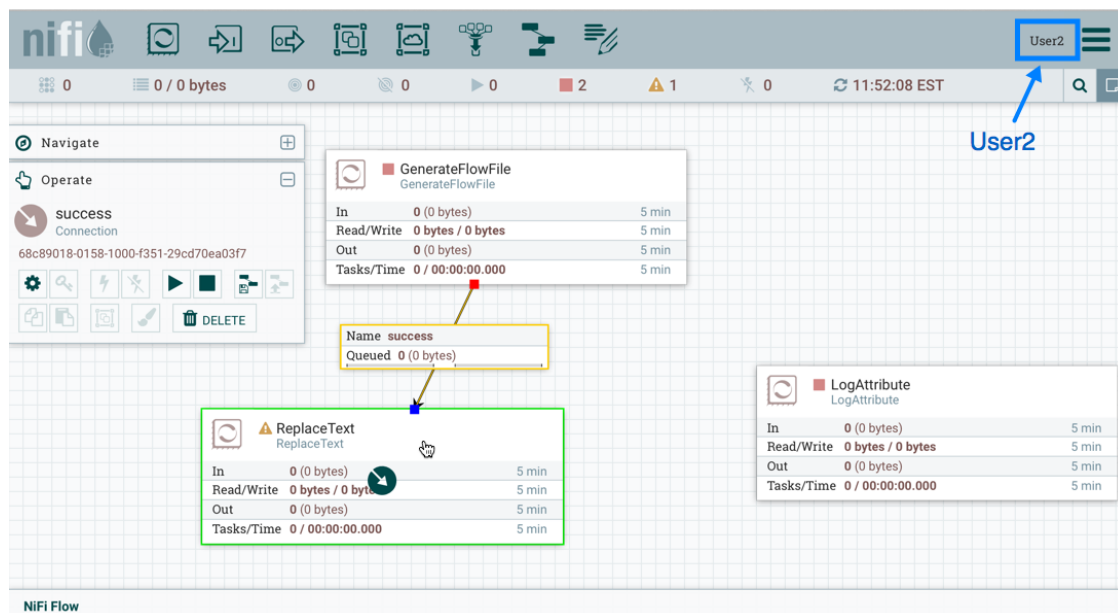 nifi
User2
0
0 / 0 bytes
0
0
0
2
1
0
11:52:08 EST
User2
Navigate
Operate
success
Connection
68c89018-0158-1000-f351-29cd70ea03f7
DELETE
GenerateFlowFile
GenerateFlowFile
In 0 (0 bytes) 5 min
Read/Write 0 bytes / 0 bytes 5 min
Out 0 (0 bytes) 5 min
Tasks/Time 0 / 00:00:00.000 5 min
Name success
Queued 0 (0 bytes)
ReplaceText
ReplaceText
In 0 (0 bytes) 5 min
Read/Write 0 bytes / 0 byte 5 min
Out 0 (0 bytes) 5 min
Tasks/Time 0 / 00:00:00.000 5 min
LogAttribute
LogAttribute
In 0 (0 bytes) 5 min
Read/Write 0 bytes / 0 bytes 5 min
Out 0 (0 bytes) 5 min
Tasks/Time 0 / 00:00:00.000 5 min
NiFi Flow